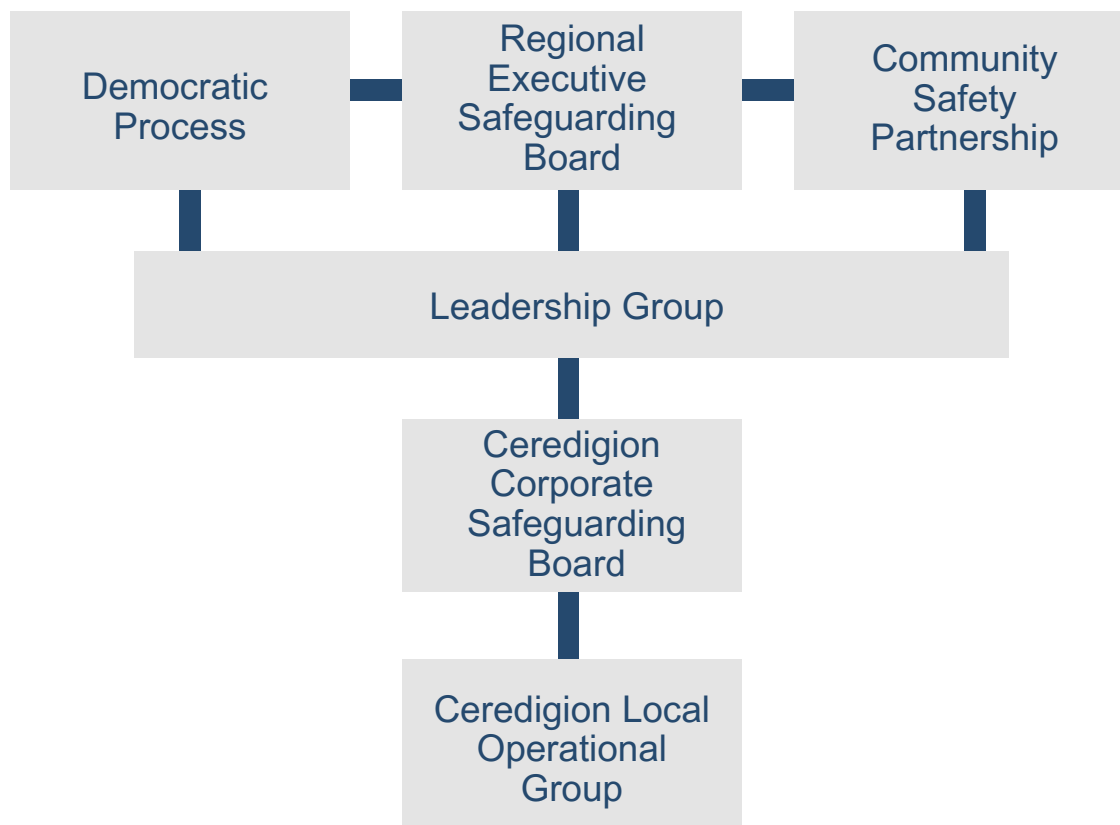 Democratic
Process
Regional
Executive
Safeguarding
Board
Community
Safety
Partnership
Leadership Group
Ceredigion
Corporate
Safeguarding
Board
Ceredigion Local
Operational
Group